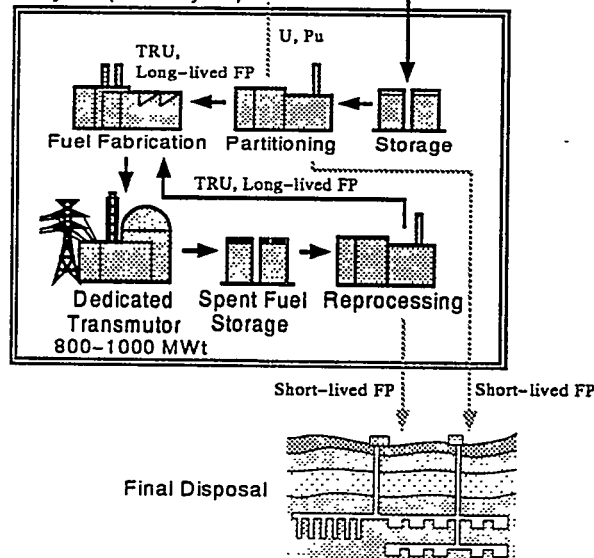 U, Pu
TRU,
Long-lived FP
Fuel Fabrication
Partitioning
Storage
TRU, Long-lived FP
Dedicated
Transmutor
800-1000 MWt
Spent Fuel
Storage
Reprocessing
Short-lived FP
Short-lived FP
Final Disposal